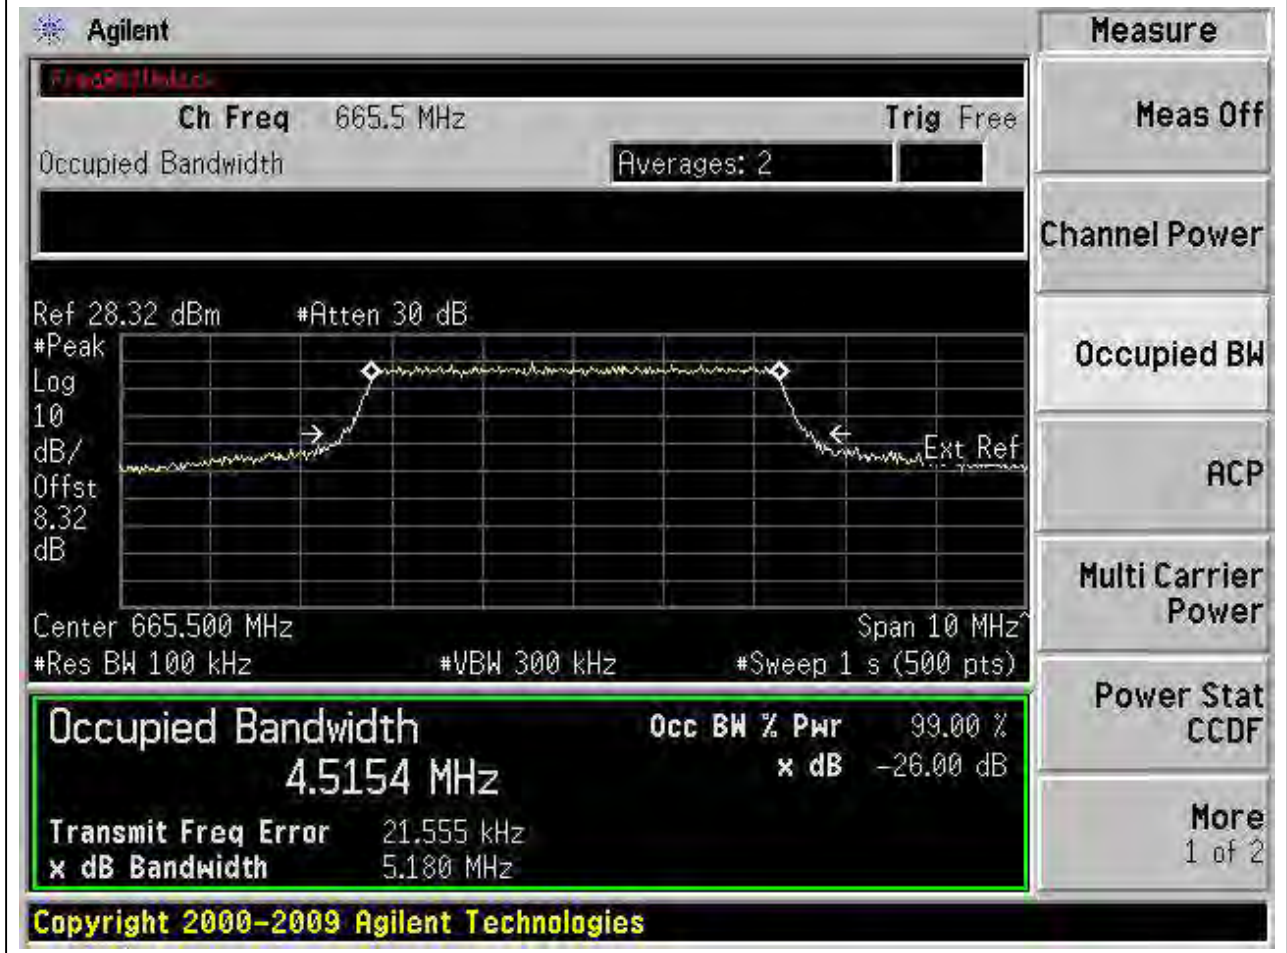 Agilent
Measure
Ch Freq 665.5 MHz Trig Free
Occupied Bandwidth Averages: 2
Meas Off
Channel Power
Ref 28.32 dBm #Atten 30 dB
#Peak
Log
10
dB/
Offst
8.32
dB
Ext Ref
Center 665.500 MHz Span 10 MHz^
#Res BW 100 kHz #VBW 300 kHz #Sweep 1 s (500 pts)
Occupied BW
ACP
Multi Carrier
Power
Power Stat
CCDF
More
1 of 2
Occupied Bandwidth Occ BW % Pwr 99.00 %
4.5154 MHz x dB -26.00 dB
Transmit Freq Error 21.555 kHz
x dB Bandwidth 5.180 MHz
Copyright 2000-2009 Agilent Technologies